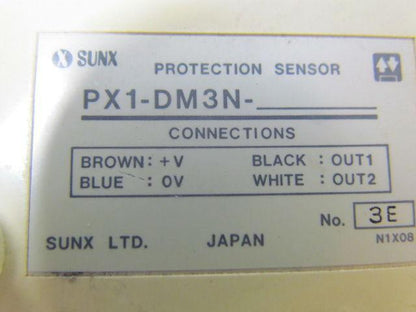 SUNX
PROTECTION SENSOR
PX1-DM3N-
CONNECTIONS
BROWN: +V BLACK: OUT1
BLUE: 0V WHITE: OUT2
No. 3E
SUNX LTD. JAPAN N1X08